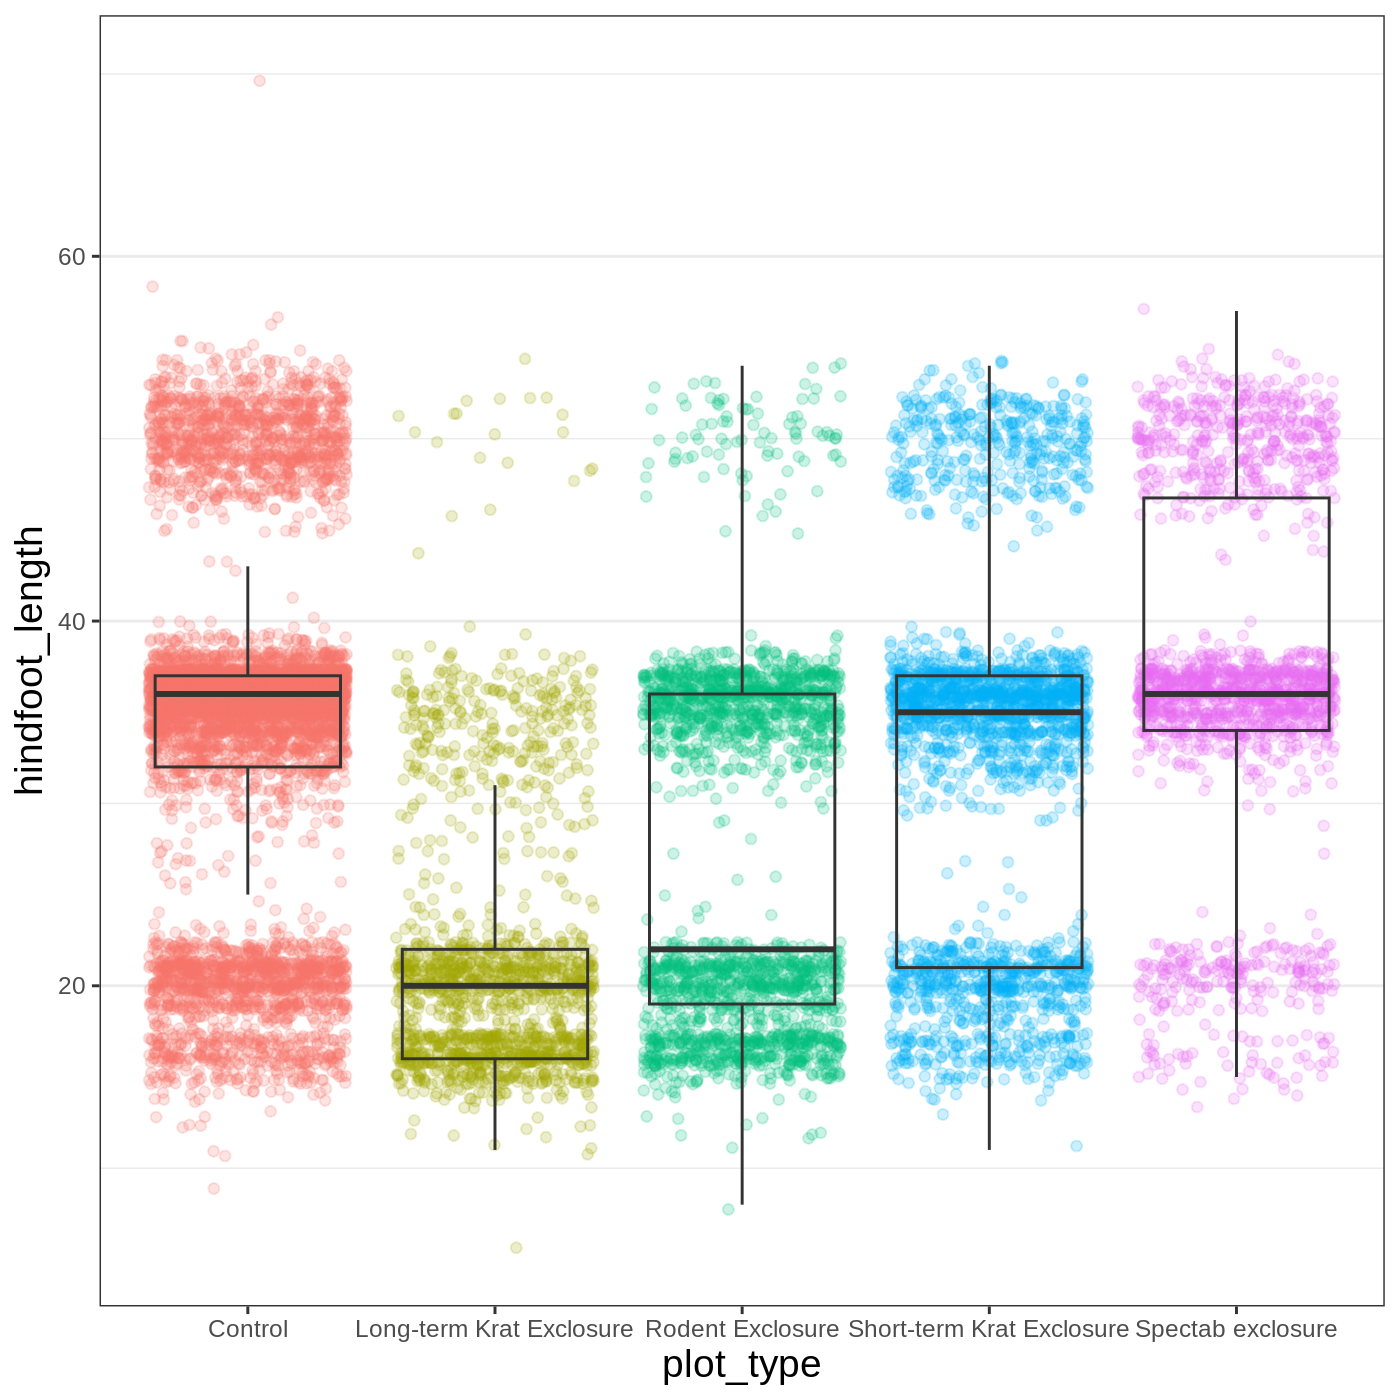 hindfoot_length
60
40
20
Control Long-term Krat Exclosure Rodent Exclosure Short-term Krat Exclosure Spectab exclosure
plot_type